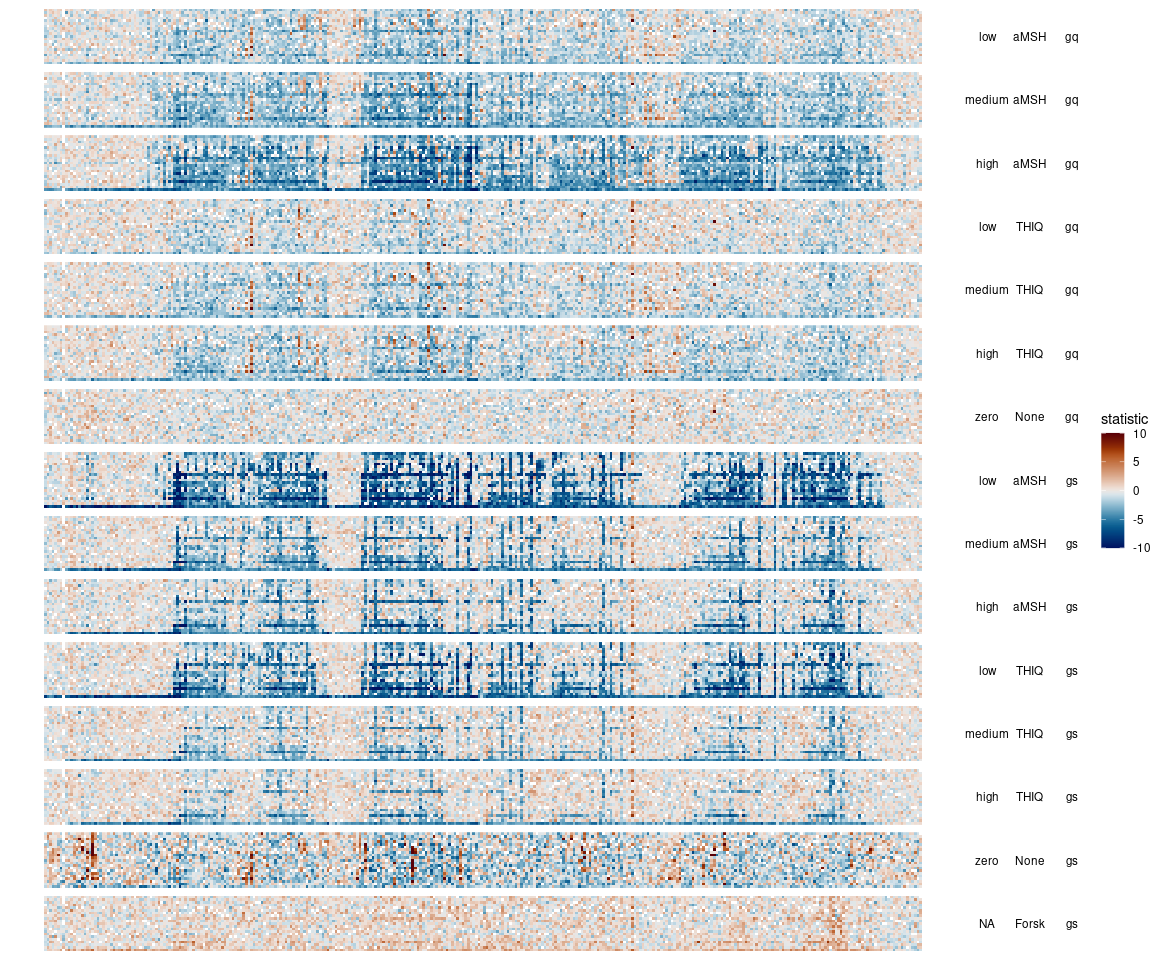 low aMSH gq
medium aMSH gq
high aMSH gq
low THIQ gq
medium THIQ gq
high THIQ gq
zero None gq
low aMSH gs
medium aMSH gs
high aMSH gs
low THIQ gs
medium THIQ gs
high THIQ gs
zero None gs
NA Forsk gs
statistic
10
5
0
-5
-10